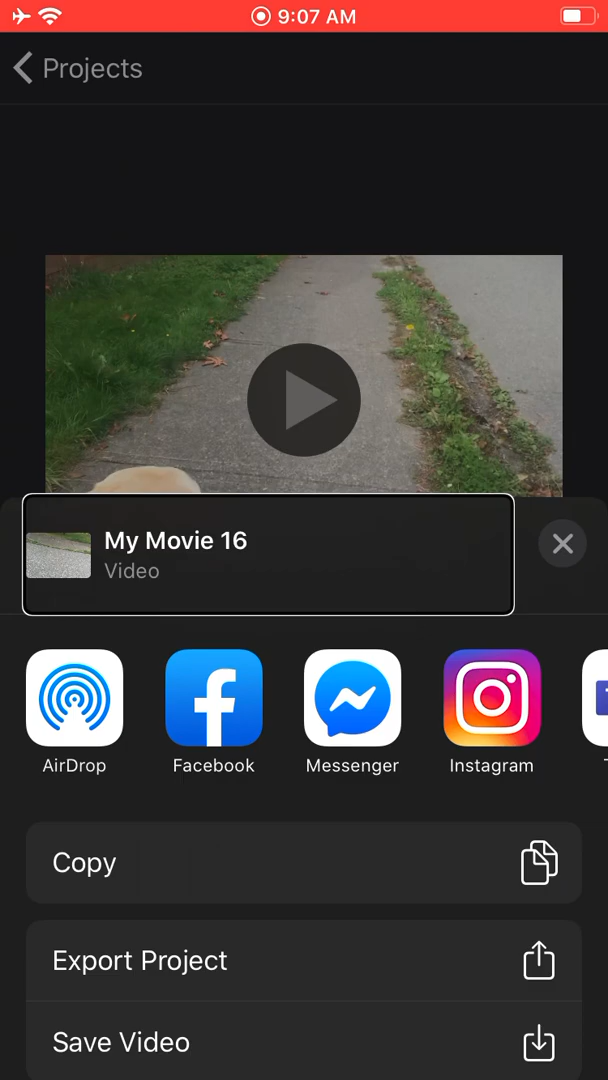 9:07 AM
Projects
My Movie 16
Video
AirDrop
Facebook
Messenger
Instagram
Copy
Export Project
Save Video